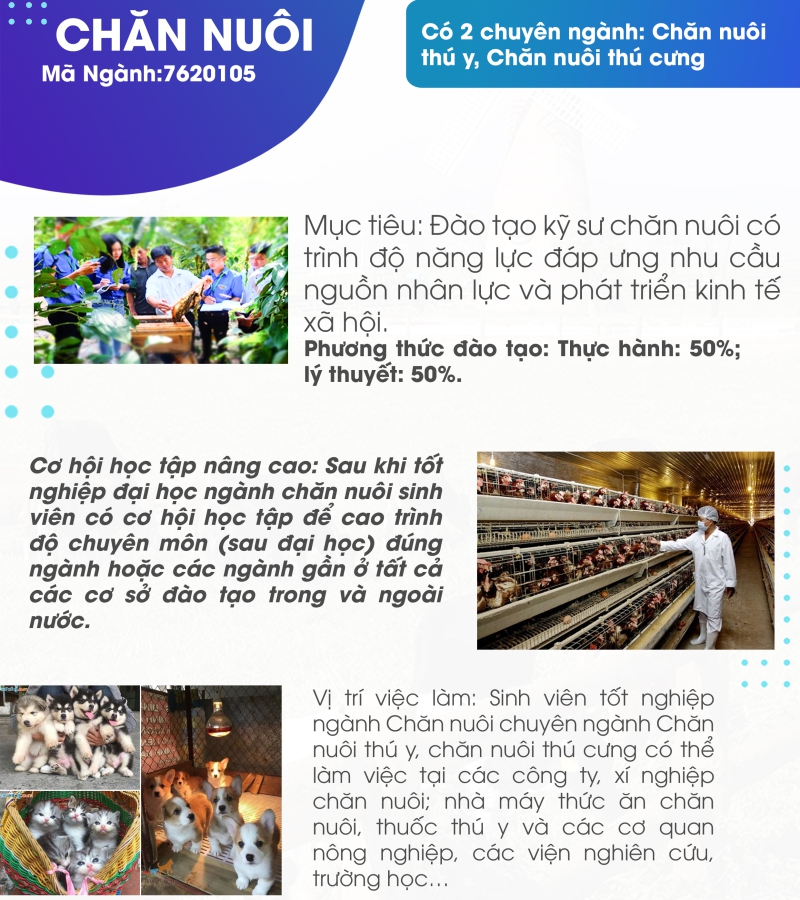 CHĂN NUÔI
Mã Ngành:7620105
Có 2 chuyên ngành: Chăn nuôi
thú y, Chăn nuôi thú cưng
Mục tiêu: Đào tạo kỹ sư chăn nuôi có
trình độ năng lực đáp ưng nhu cầu
nguồn nhân lực và phát triển kinh tế
xã hội.
Phương thức đào tạo: Thực hành: 50%;
lý thuyết: 50%.
Cơ hội học tập nâng cao: Sau khi tốt
nghiệp đại học ngành chăn nuôi sinh
viên có cơ hội học tập để cao trình
độ chuyên môn (sau đại học) đúng
ngành hoặc các ngành gần ở tất cả
các cơ sở đào tạo trong và ngoài
nước.
Vị trí việc làm: Sinh viên tốt nghiệp
ngành Chăn nuôi chuyên ngành Chăn
nuôi thú y, chăn nuôi thú cưng có thể
làm việc tại các công ty, xí nghiệp
chăn nuôi; nhà máy thức ăn chăn
nuôi, thuốc thú y và các cơ quan
nông nghiệp, các viện nghiên cứu,
trường học...